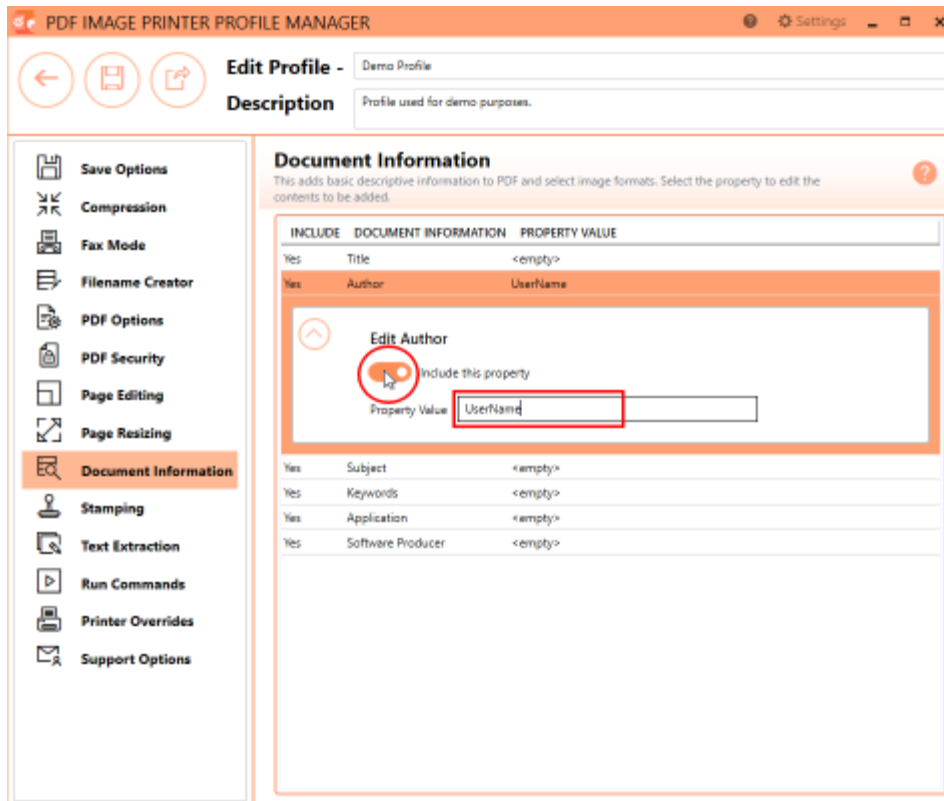 PDF IMAGE PRINTER PROFILE MANAGER
Settings
Edit Profile - Demo Profile
Description Profile used for demo purposes.
Save Options
Compression
Fax Mode
Filename Creator
PDF Options
PDF Security
Page Editing
Page Resizing
Document Information
Stamping
Text Extraction
Run Commands
Printer Overrides
Support Options
Document Information
This adds basic descriptive information to PDF and select image formats. Select the property to edit the
contents to be added.
INCLUDE DOCUMENT INFORMATION PROPERTY VALUE
Yes Title <empty>
Yes Author UserName
Edit Author
Include this property
Property Value UserName
Yes Subject <empty>
Yes Keywords <empty>
Yes Application <empty>
Yes Software Producer <empty>